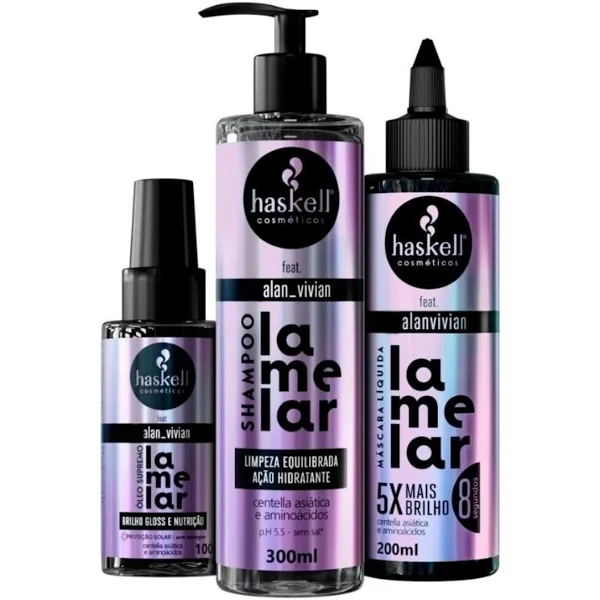 haskell
cosméticos
feat.
alan_vivian
ÓLEO SUPREMO
la
me
lar
BRILHO GLOSS E NUTRIÇÃO
PROTEÇÃO SOLAR
centella asiática
e aminoácidos
100
haskell
cosméticos
feat.
alan_vivian
SHAMPOO
la
me
lar
LIMPEZA EQUILIBRADA
AÇÃO HIDRATANTE
centella asiática
e aminoácidos
pH 5.5 - sem sal*
300ml
haskell®
cosméticos
feat.
alanvivian
MÁSCARA LÍQUIDA
la
me
lar
5X MAIS
BRILHO
8
segundos
centella asiática
e aminoácidos
200ml